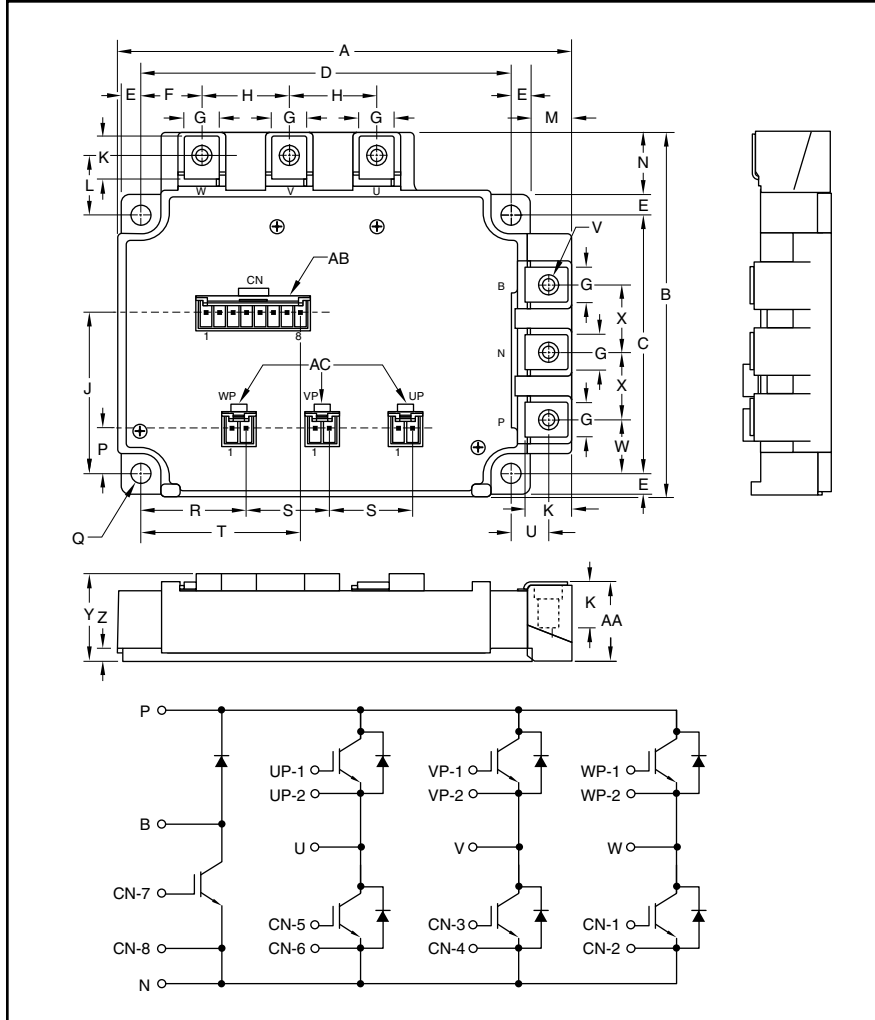 A
D
E F H H E M
G G G
K
N
L
W V U
E
V
AB
CN
B G
X
B
1 8
C
J
N G
AC
X
WP VP UP
P G
P
W
1 1 1
E
K
R S S
Q
T
U
Y Z
K AA
P
UP-1 VP-1 WP-1
UP-2 VP-2 WP-2
B
U V W
CN-7
CN-5 CN-3 CN-1
CN-8 CN-6 CN-4 CN-2
N